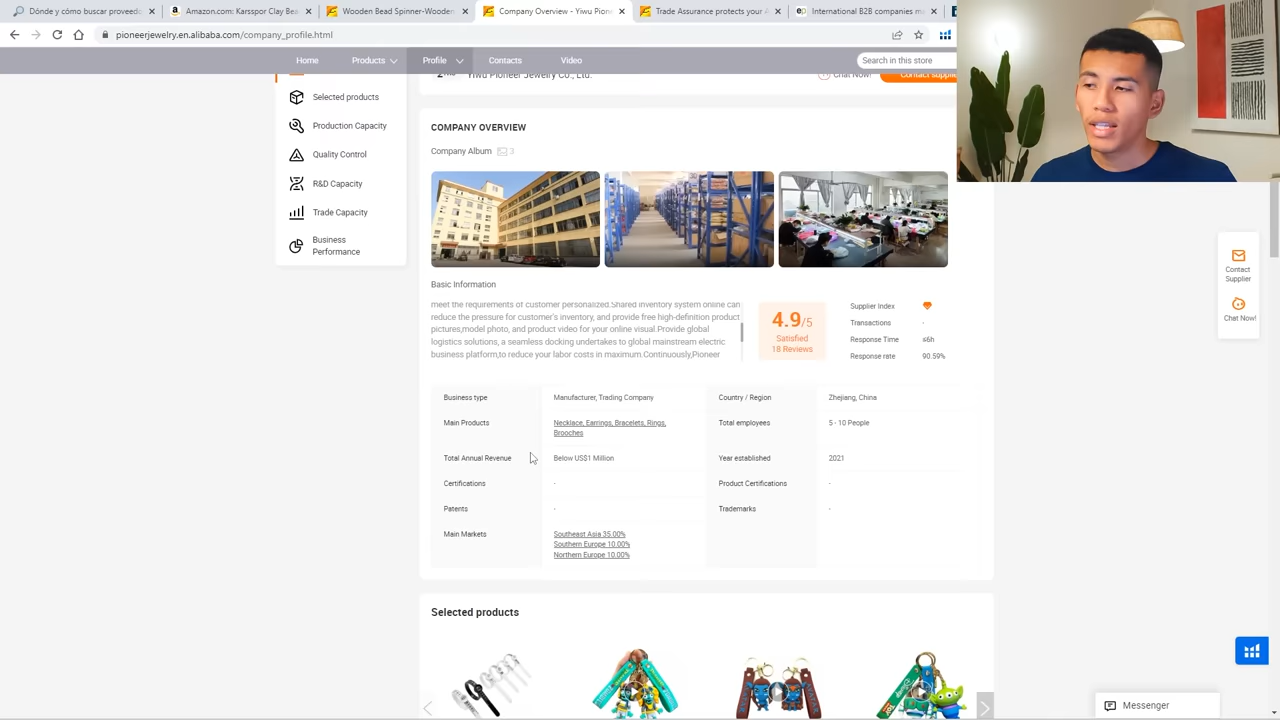 Dónde y cómo buscar proveedor
Amazon.com: Karsspor Clay Bea
Wooden Bead Spinner-Wooden
Company Overview - Yiwu Pione
Trade Assurance protects your A
International B2B companies m
pioneerjewelry.en.alibaba.com/company_profile.html
Home
Products
Profile
Contacts
Video
Search in this store
Yiwu Pioneer Jewelry Co., Ltd.
Chat Now!
Selected products
Production Capacity
Quality Control
R&D Capacity
Trade Capacity
Business
Performance
COMPANY OVERVIEW
Company Album 3
Basic Information
meet the requirements of customer personalized.Shared inventory system online can
reduce the pressure for customer's inventory, and provide free high-definition product
pictures,model photo, and product video for your online visual.Provide global
logistics solutions, a seamless docking undertakes to global mainstream electric
business platform,to reduce your labor costs in maximum.Continuously,Pioneer
4.9/5
Satisfied
18 Reviews
Supplier Index
Transactions -
Response Time ≤6h
Response rate 90.59%
Business type Manufacturer, Trading Company Country / Region Zhejiang, China
Main Products Necklace, Earrings, Bracelets, Rings, Total employees 5 - 10 People
Brooches
Total Annual Revenue Below US$1 Million Year established 2021
Certifications - Product Certifications -
Patents - Trademarks -
Main Markets Southeast Asia 35.00%
Southern Europe 10.00%
Northern Europe 10.00%
Contact
Supplier
Chat Now!
Selected products
Messenger